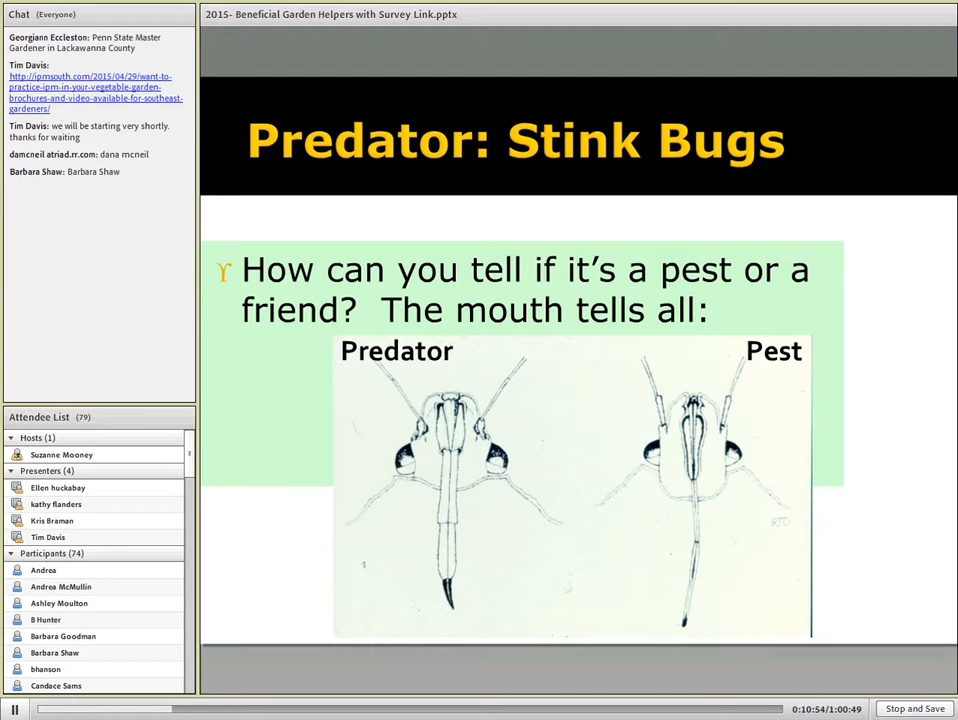 Chat (Everyone)
Georgiann Eccleston: Penn State Master
Gardener in Lackawanna County
Tim Davis:
http://ipmsouth.com/2015/04/29/want-to-
practice-ipm-in-your-vegetable-garden-
brochures-and-video-available-for-southeast-
gardeners/
Tim Davis: we will be starting very shortly.
thanks for waiting
damcneil atriad.rr.com: dana mcneil
Barbara Shaw: Barbara Shaw
Attendee List (79)
Hosts (1)
Suzanne Mooney
Presenters (4)
Ellen huckabay
kathy flanders
Kris Braman
Tim Davis
Participants (74)
Andrea
Andrea McMullin
Ashley Moulton
B Hunter
Barbara Goodman
Barbara Shaw
bhanson
Candace Sams
2015- Beneficial Garden Helpers with Survey Link.pptx
Predator: Stink Bugs
How can you tell if it’s a pest or a
friend? The mouth tells all:
Predator
Pest
0:10:54/1:00:49
Stop and Save